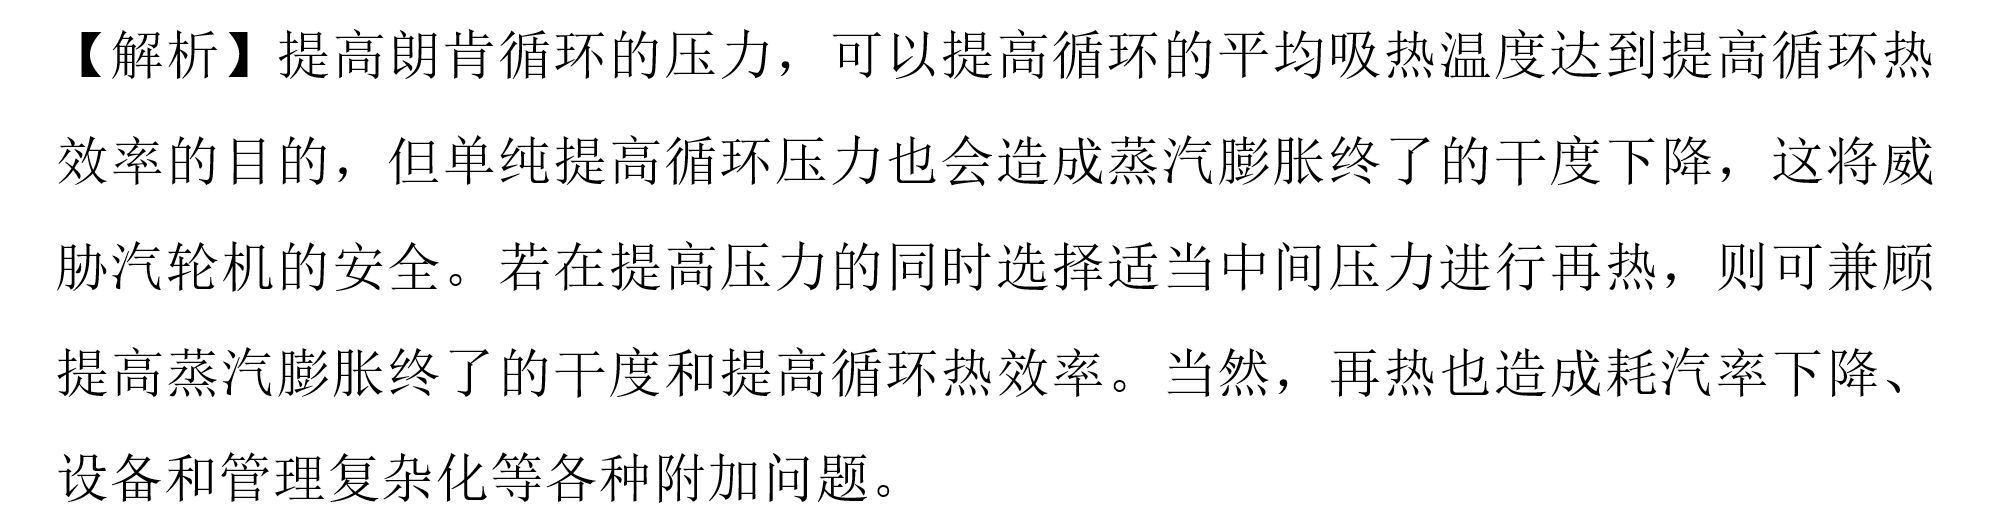 【解析】提高朗肯循环的压力，可以提高循环的平均吸热温度达到提高循环热
效率的目的，但单纯提高循环压力也会造成蒸汽膨胀终了的干度下降，这将威
胁汽轮机的安全。若在提高压力的同时选择适当中间压力进行再热，则可兼顾
提高蒸汽膨胀终了的干度和提高循环热效率。当然，再热也造成耗汽率下降、
设备和管理复杂化等各种附加问题。